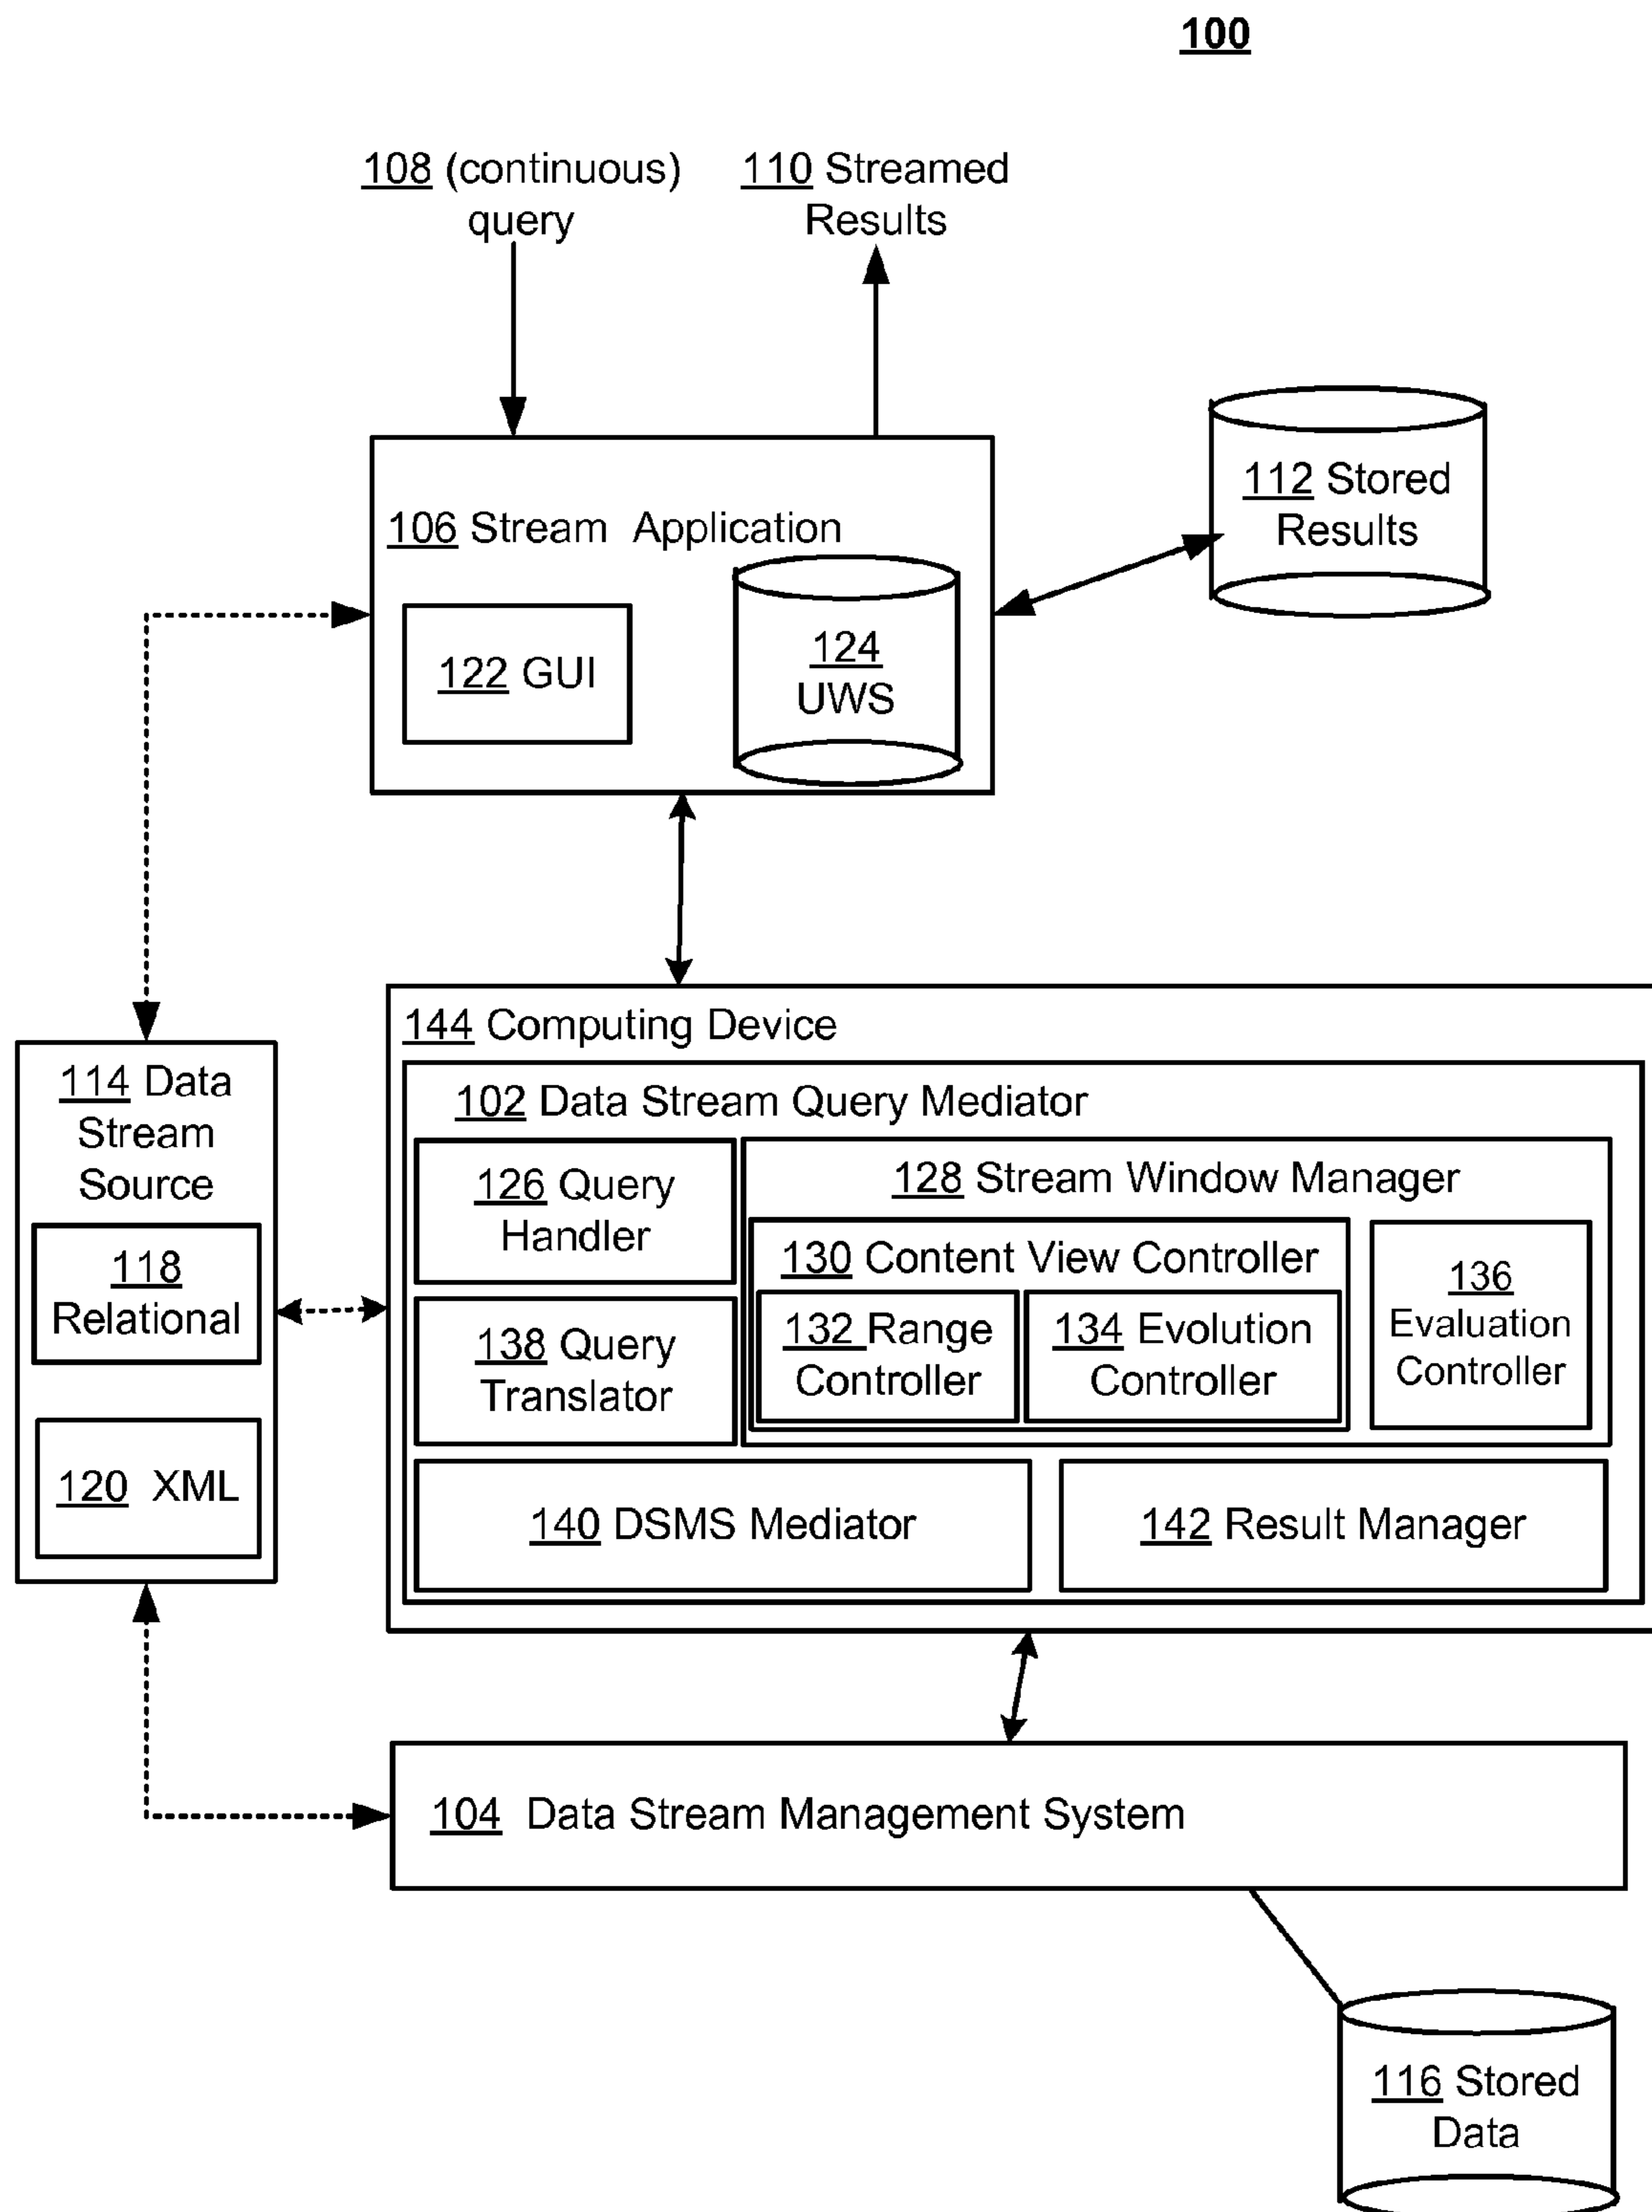 100
108 (continuous)
query
110 Streamed
Results
112 Stored
Results
106 Stream Application
122 GUI
124
UWS
144 Computing Device
102 Data Stream Query Mediator
114 Data
Stream
Source
118
Relational
120 XML
126 Query
Handler
138 Query
Translator
128 Stream Window Manager
130 Content View Controller
132 Range
Controller
134 Evolution
Controller
136
Evaluation
Controller
140 DSMS Mediator
142 Result Manager
104 Data Stream Management System
116 Stored
Data